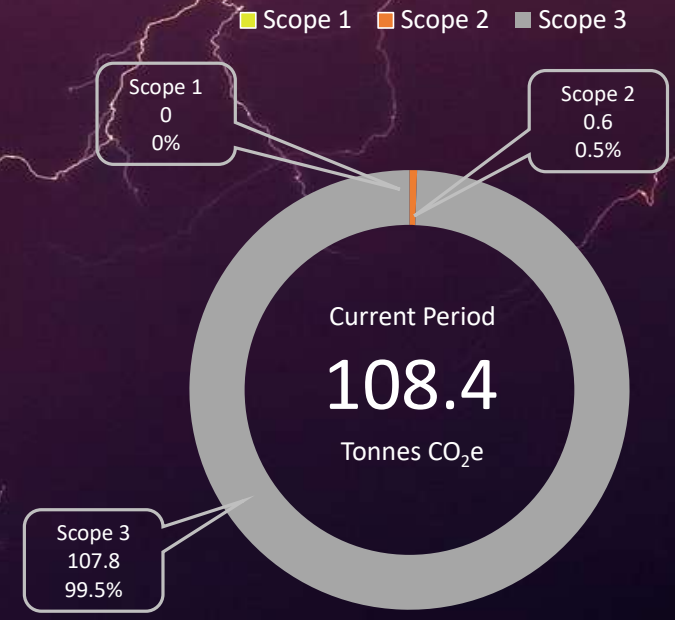 Scope 1 Scope 2 Scope 3
Scope 1
0
0%
Scope 2
0.6
0.5%
Current Period
108.4
Tonnes CO₂e
Scope 3
107.8
99.5%